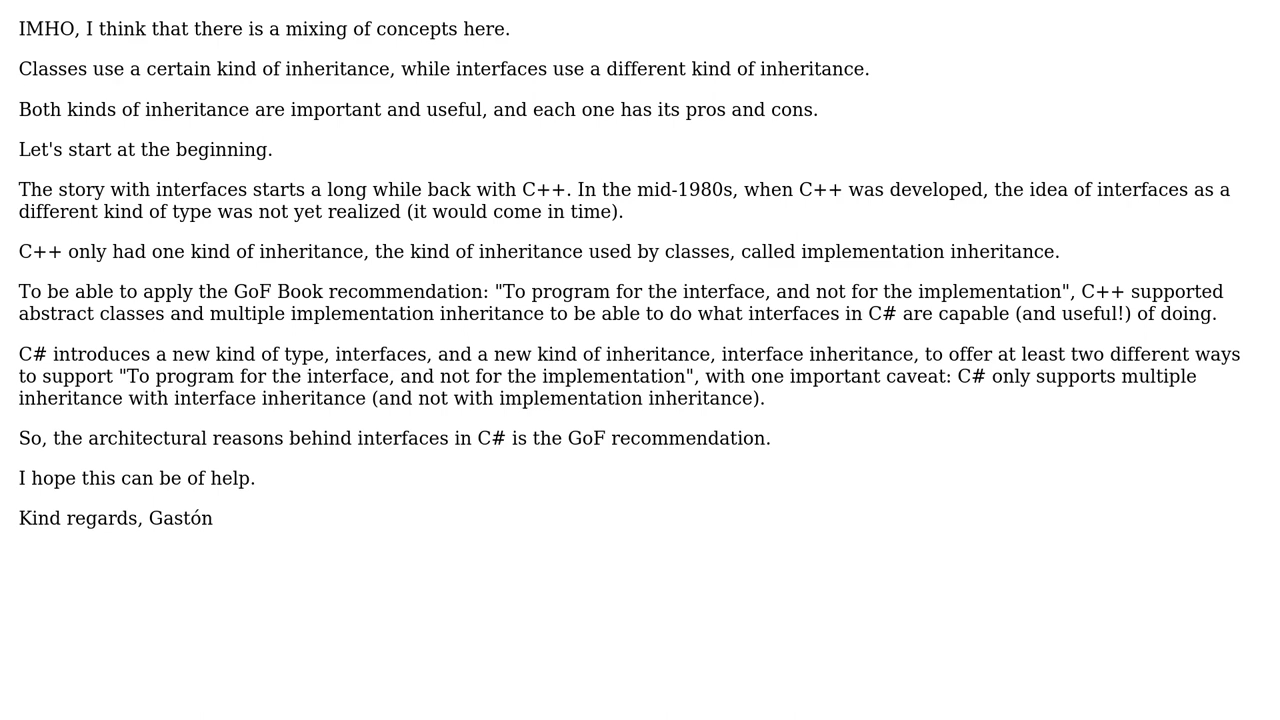 IMHO, I think that there is a mixing of concepts here.
Classes use a certain kind of inheritance, while interfaces use a different kind of inheritance.
Both kinds of inheritance are important and useful, and each one has its pros and cons.
Let's start at the beginning.
The story with interfaces starts a long while back with C++. In the mid-1980s, when C++ was developed, the idea of interfaces as a
different kind of type was not yet realized (it would come in time).
C++ only had one kind of inheritance, the kind of inheritance used by classes, called implementation inheritance.
To be able to apply the GoF Book recommendation: "To program for the interface, and not for the implementation", C++ supported
abstract classes and multiple implementation inheritance to be able to do what interfaces in C# are capable (and useful!) of doing.
C# introduces a new kind of type, interfaces, and a new kind of inheritance, interface inheritance, to offer at least two different ways
to support "To program for the interface, and not for the implementation", with one important caveat: C# only supports multiple
inheritance with interface inheritance (and not with implementation inheritance).
So, the architectural reasons behind interfaces in C# is the GoF recommendation.
I hope this can be of help.
Kind regards, Gastón